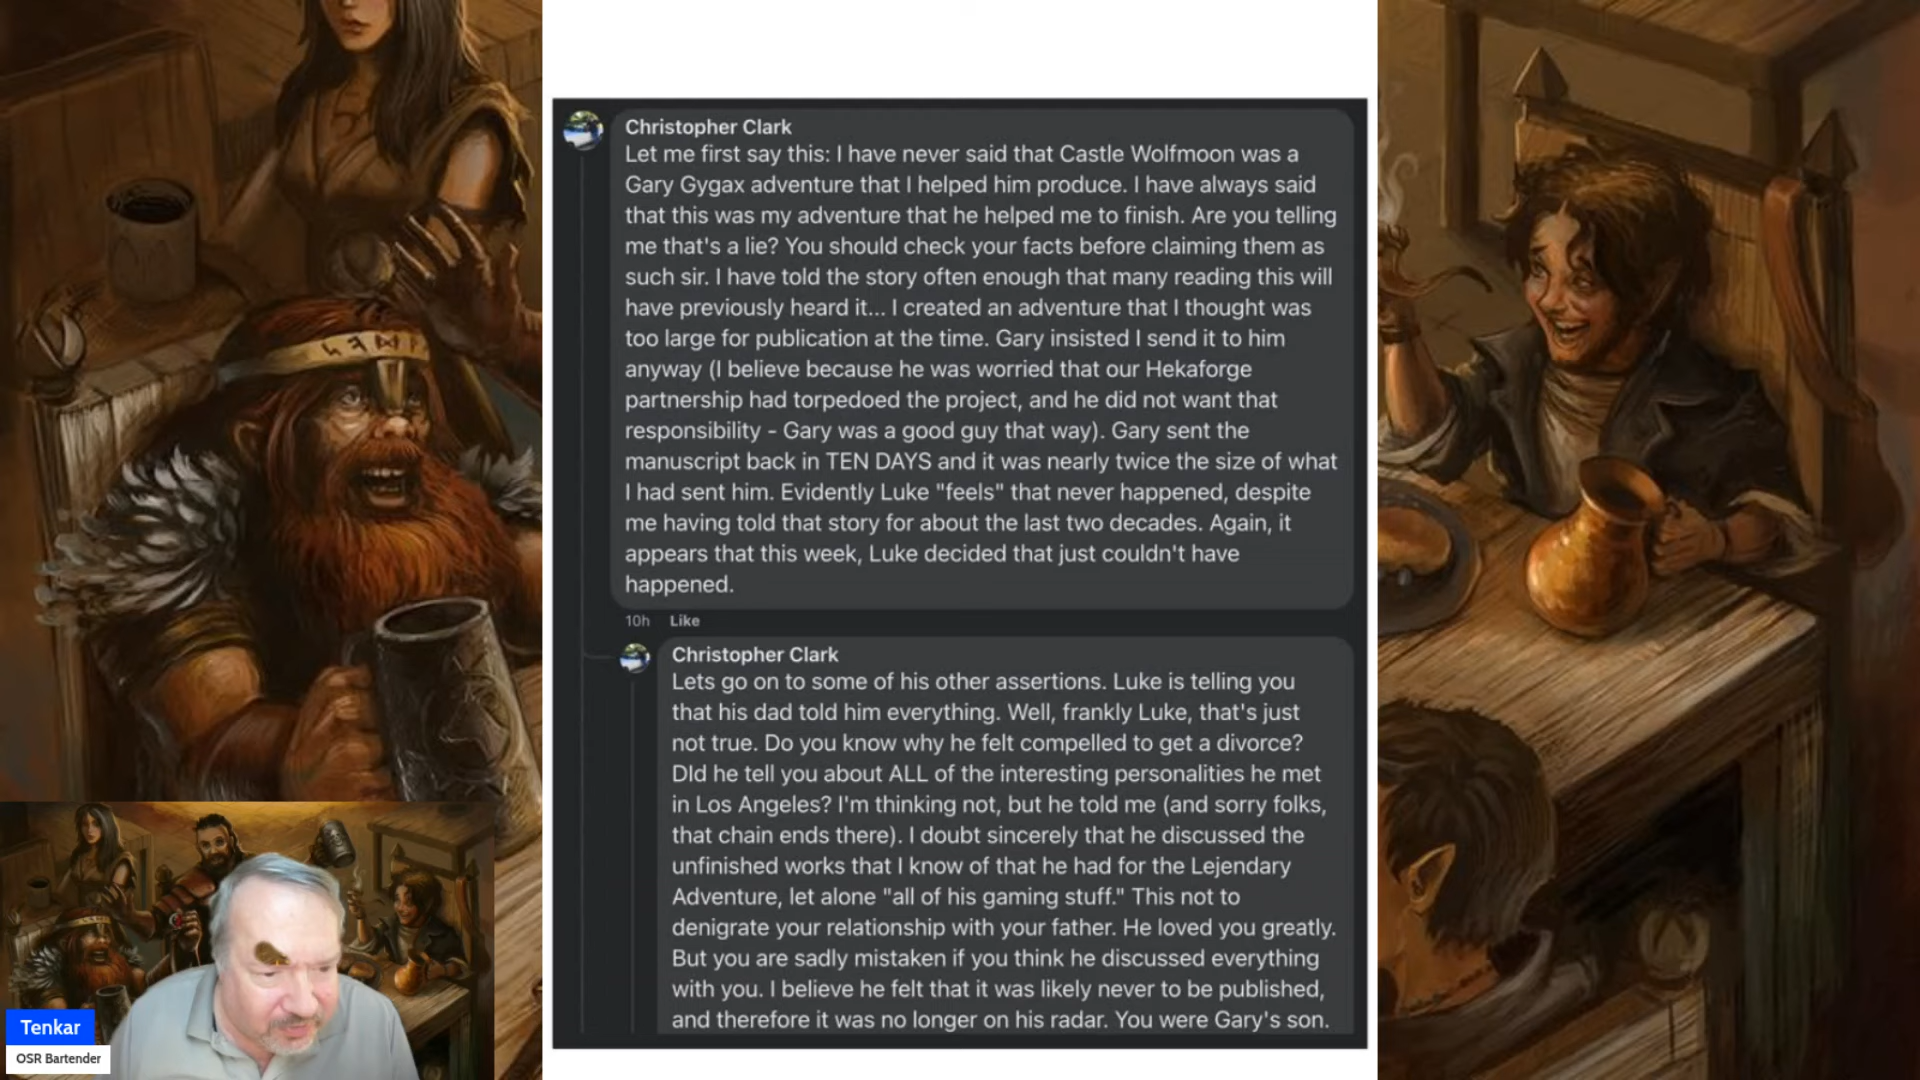 Christopher Clark
Let me first say this: I have never said that Castle Wolfmoon was a
Gary Gygax adventure that I helped him produce. I have always said
that this was my adventure that he helped me to finish. Are you telling
me that's a lie? You should check your facts before claiming them as
such sir. I have told the story often enough that many reading this will
have previously heard it... I created an adventure that I thought was
too large for publication at the time. Gary insisted I send it to him
anyway (I believe because he was worried that our Hekaforge
partnership had torpedoed the project, and he did not want that
responsibility - Gary was a good guy that way). Gary sent the
manuscript back in TEN DAYS and it was nearly twice the size of what
I had sent him. Evidently Luke "feels" that never happened, despite
me having told that story for about the last two decades. Again, it
appears that this week, Luke decided that just couldn't have
happened.
10h Like
Christopher Clark
Lets go on to some of his other assertions. Luke is telling you
that his dad told him everything. Well, frankly Luke, that's just
not true. Do you know why he felt compelled to get a divorce?
DId he tell you about ALL of the interesting personalities he met
in Los Angeles? I'm thinking not, but he told me (and sorry folks,
that chain ends there). I doubt sincerely that he discussed the
unfinished works that I know of that he had for the Lejendary
Adventure, let alone "all of his gaming stuff." This not to
denigrate your relationship with your father. He loved you greatly.
But you are sadly mistaken if you think he discussed everything
with you. I believe he felt that it was likely never to be published,
and therefore it was no longer on his radar. You were Gary's son.
Tenkar
OSR Bartender